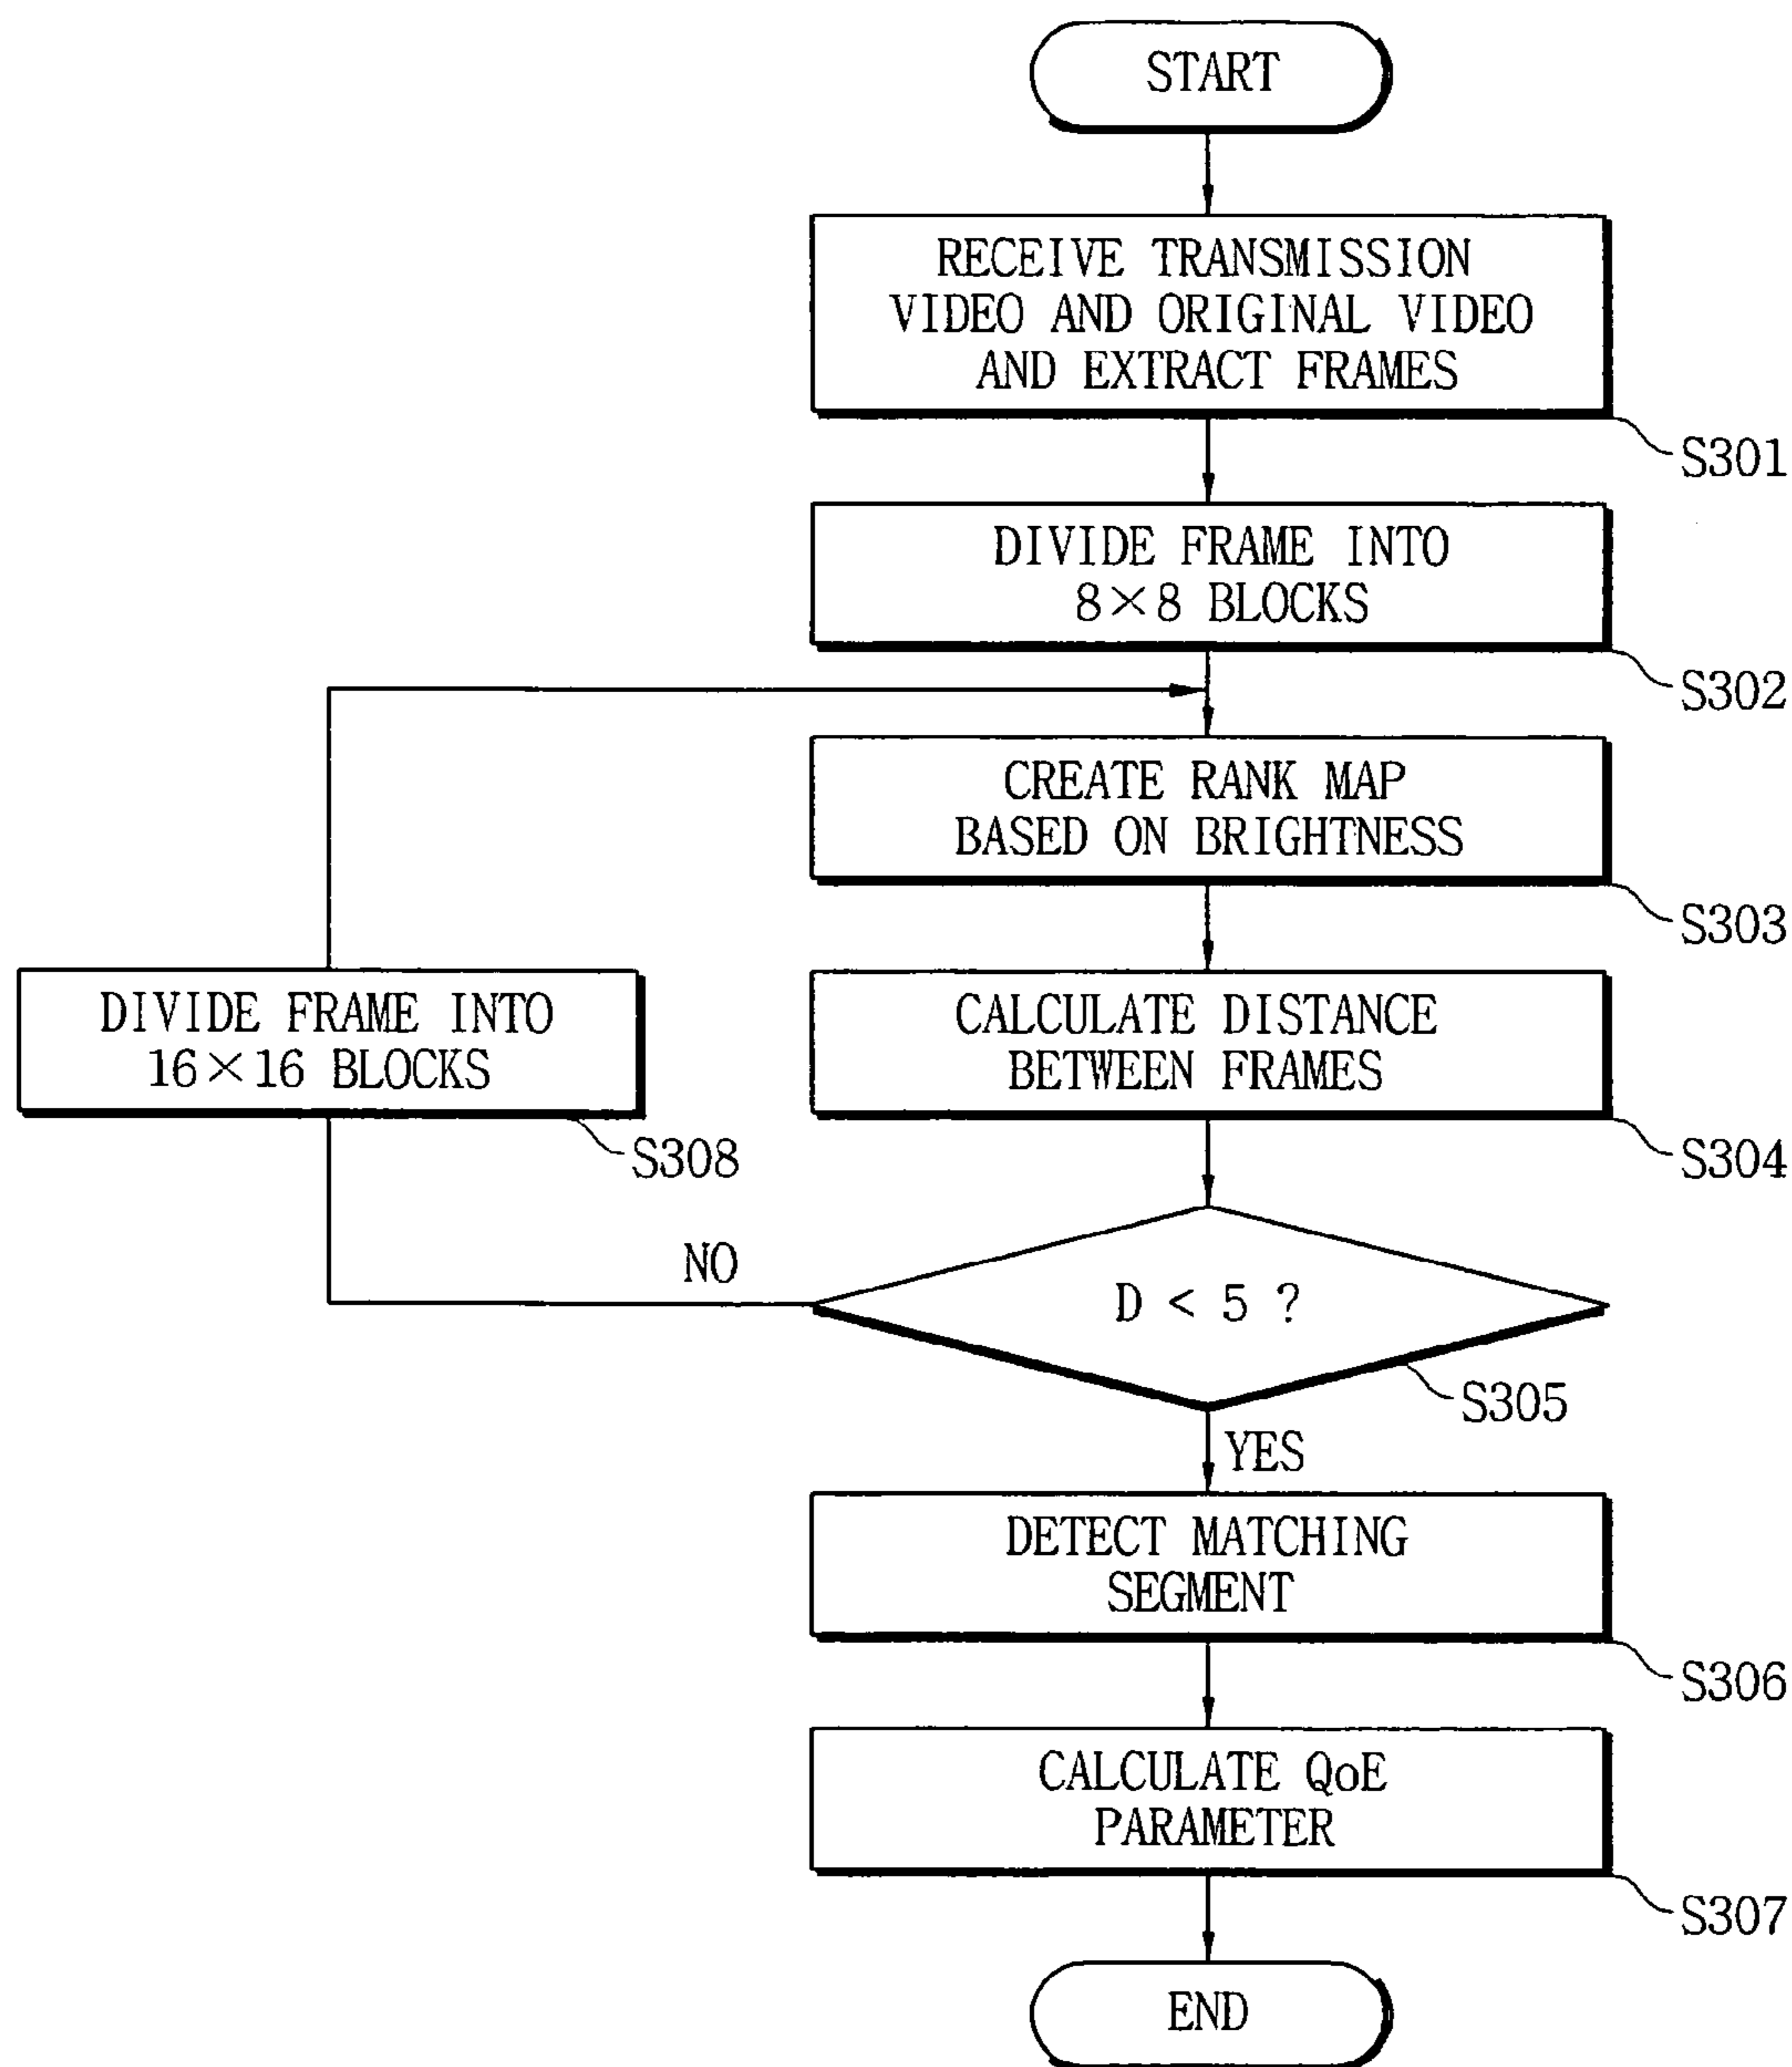 START
RECEIVE TRANSMISSION
VIDEO AND ORIGINAL VIDEO
AND EXTRACT FRAMES
S301
DIVIDE FRAME INTO
8×8 BLOCKS
S302
CREATE RANK MAP
BASED ON BRIGHTNESS
S303
DIVIDE FRAME INTO
16×16 BLOCKS
S308
CALCULATE DISTANCE
BETWEEN FRAMES
S304
NO
D < 5 ?
S305
YES
DETECT MATCHING
SEGMENT
S306
CALCULATE QoE
PARAMETER
S307
END